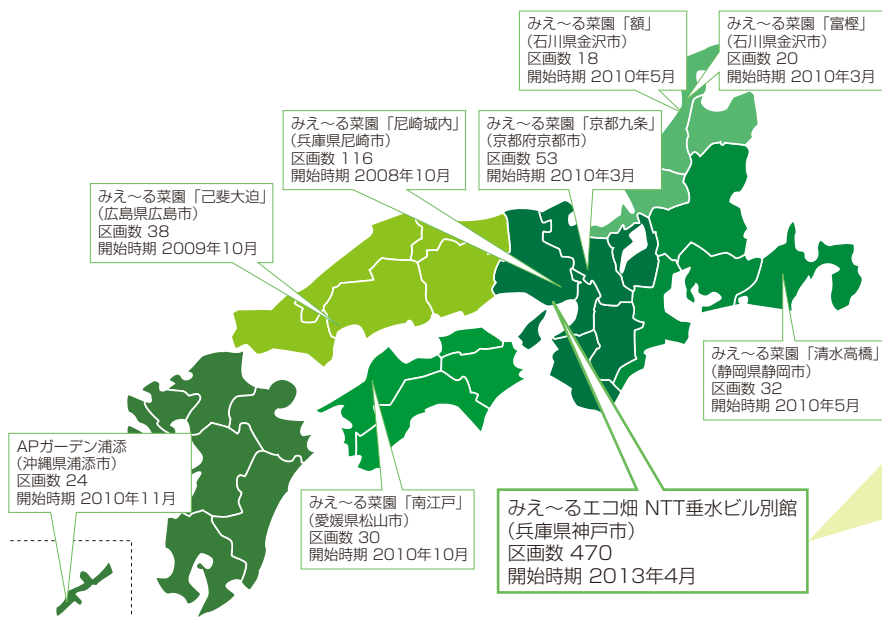 みえ〜る菜園「額」
(石川県金沢市)
区画数 18
開始時期 2010年5月
みえ〜る菜園「富樫」
(石川県金沢市)
区画数 20
開始時期 2010年3月
みえ〜る菜園「尼崎城内」
(兵庫県尼崎市)
区画数 116
開始時期 2008年10月
みえ〜る菜園「京都九条」
(京都府京都市)
区画数 53
開始時期 2010年3月
みえ〜る菜園「己斐大迫」
(広島県広島市)
区画数 38
開始時期 2009年10月
みえ〜る菜園「清水高橋」
(静岡県静岡市)
区画数 32
開始時期 2010年5月
APガーデン浦添
(沖縄県浦添市)
区画数 24
開始時期 2010年11月
みえ〜る菜園「南江戸」
(愛媛県松山市)
区画数 30
開始時期 2010年10月
みえ〜るエコ畑 NTT垂水ビル別館
(兵庫県神戸市)
区画数 470
開始時期 2013年4月